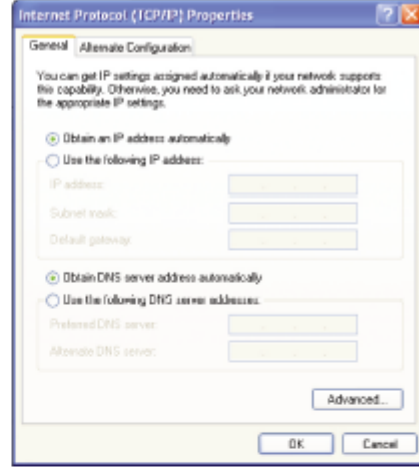 Internet Protocol (TCP/IP) Properties
General
Alternate Configuration
You can get IP settings assigned automatically if your network supports
this capability. Otherwise, you need to ask your network administrator for
the appropriate IP settings.
Obtain an IP address automatically
Use the following IP address:
IP address:
Subnet mask:
Default gateway:
Obtain DNS server address automatically
Use the following DNS server addresses:
Preferred DNS server:
Alternate DNS server:
Advanced...
OK
Cancel